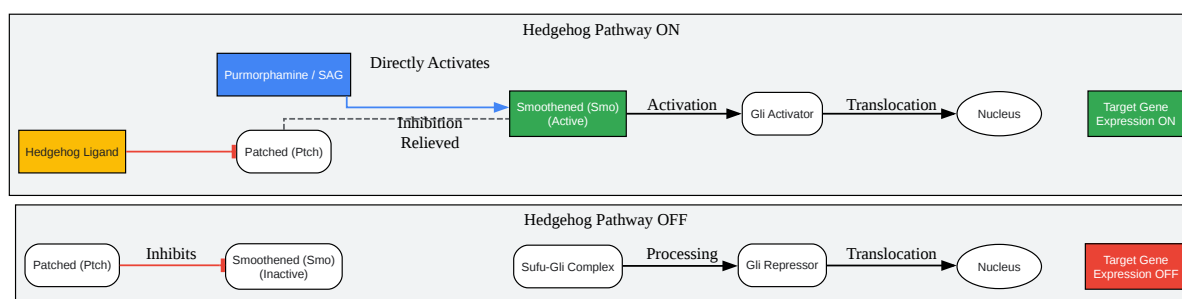 Hedgehog Pathway ON
Purmorphamine / SAG
Directly Activates
Smoothened (Smo)
(Active)
Activation
Gli Activator
Translocation
Nucleus
Target Gene
Expression ON
Inhibition
Relieved
Hedgehog Ligand
Patched (Ptch)
Hedgehog Pathway OFF
Patched (Ptch)
Inhibits
Smoothened (Smo)
(Inactive)
Sufu-Gli Complex
Processing
Gli Repressor
Translocation
Nucleus
Target Gene
Expression OFF